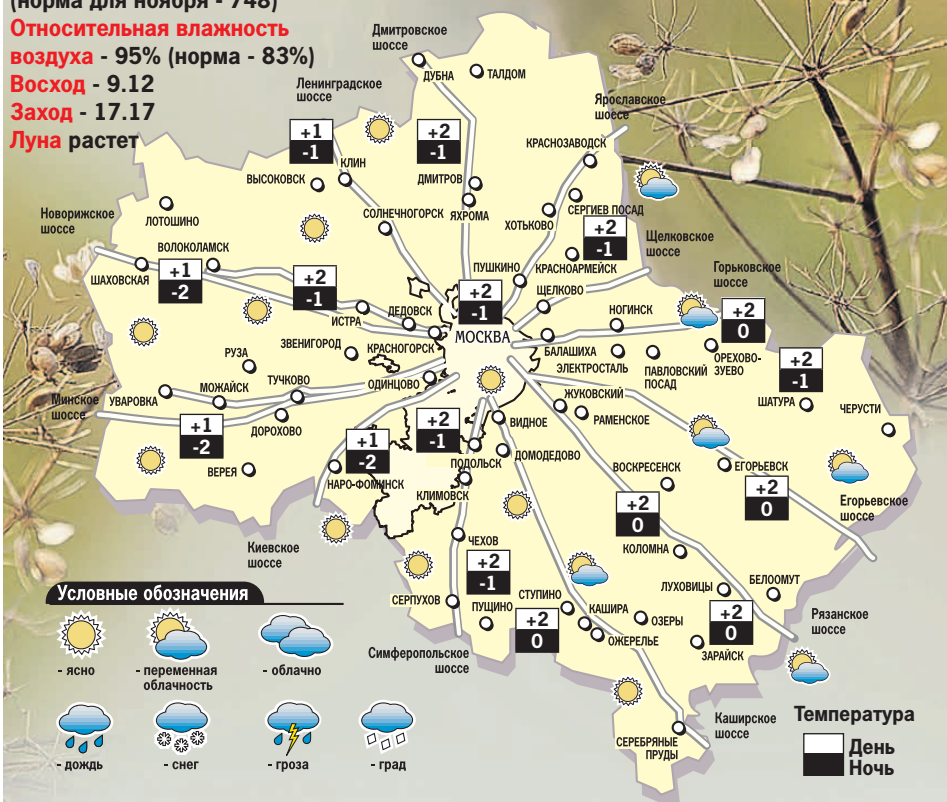 (норма для ноября - 748)
Относительная влажность
воздуха - 95% (норма - 83%)
Восход - 9.12
Заход - 17.17
Луна растет
Дмитровское
шоссе
ДУБНА
ТАЛДОМ
Ленинградское
шоссе
Ярославское
шоссе
+1
-1
+2
-1
КРАСНОЗАВОДСК
КЛИН
ВЫСОКОВСК
ДМИТРОВ
ЛОТОШИНО
СОЛНЕЧНОГОРСК
ЯХРОМА
ХОТЬКОВО
СЕРГИЕВ ПОСАД
Новорижское
шоссе
+2
-1
Щелковское
шоссе
ВОЛОКОЛАМСК
ШАХОВСКАЯ
+1
-2
+2
-1
ПУШКИНО
КРАСНОАРМЕЙСК
Горьковское
шоссе
+2
-1
ЩЕЛКОВО
ИСТРА
ДЕДОВСК
НОГИНСК
+2
0
МОСКВА
ЗВЕНИГОРОД
КРАСНОГОРСК
БАЛАШИХА
ЭЛЕКТРОСТАЛЬ
ПАВЛОВСКИЙ
ПОСАД
ОРЕХОВО-
ЗУЕВО
РУЗА
ТУЧКОВО
ОДИНЦОВО
+2
-1
МОЖАЙСК
УВАРОВКА
Минское
шоссе
ЖУКОВСКИЙ
РАМЕНСКОЕ
ШАТУРА
ЧЕРУСТИ
ДОРОХОВО
+1
-2
+1
-2
+2
-1
ВИДНОЕ
ДОМОДЕДОВО
ВЕРЕЯ
НАРО-ФОМИНСК
ПОДОЛЬСК
ВОСКРЕСЕНСК
ЕГОРЬЕВСК
КЛИМОВСК
+2
0
+2
0
Егорьевское
шоссе
Киевское
шоссе
ЧЕХОВ
КОЛОМНА
+2
-1
СЕРПУХОВ
ПУЩИНО
СТУПИНО
+2
0
КАШИРА
ОЖЕРЕЛЬЕ
ОЗЕРЫ
ЛУХОВИЦЫ
БЕЛООМУТ
+2
0
ЗАРАЙСК
Рязанское
шоссе
Симферопольское
шоссе
СЕРЕБРЯНЫЕ
ПРУДЫ
Каширское
шоссе
Условные обозначения
- ясно
- переменная
облачность
- облачно
- дождь
- снег
- гроза
- град
Температура
День
Ночь